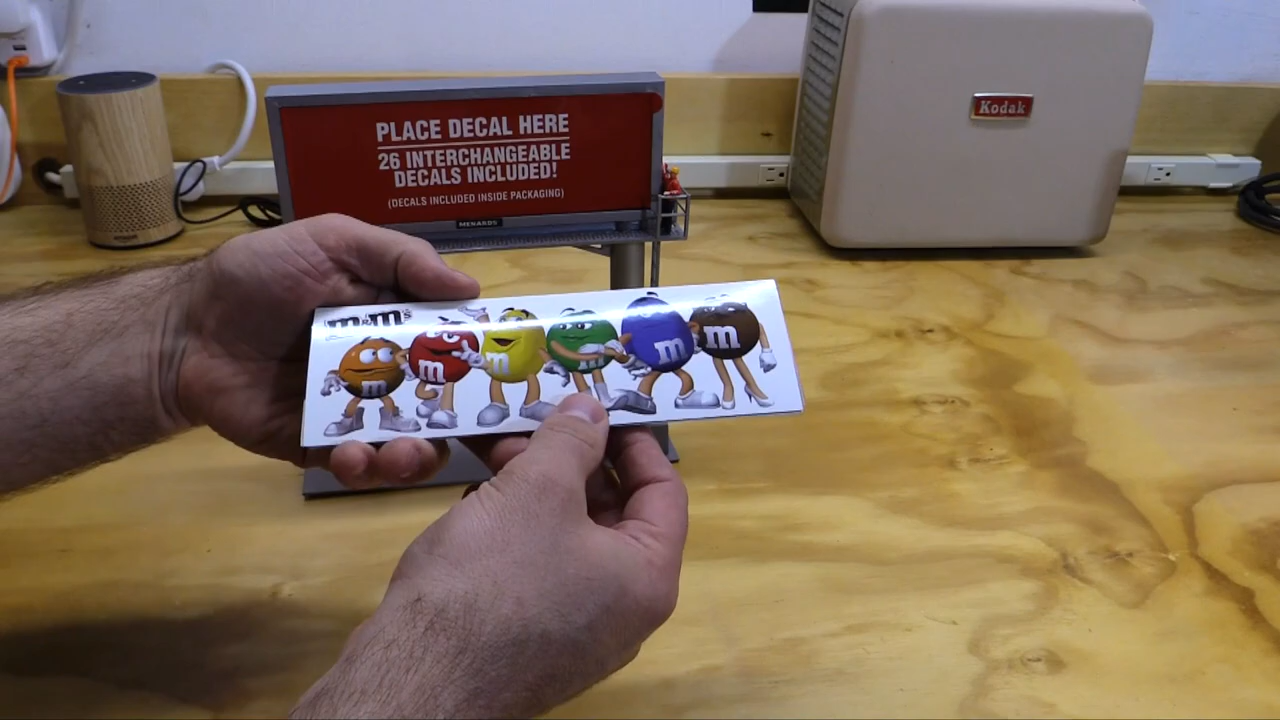 Kodak
PLACE DECAL HERE
26 INTERCHANGEABLE
DECALS INCLUDED!
(DECALS INCLUDED INSIDE PACKAGING)
MENARDS
m&m's
m
m
m
m
m
m